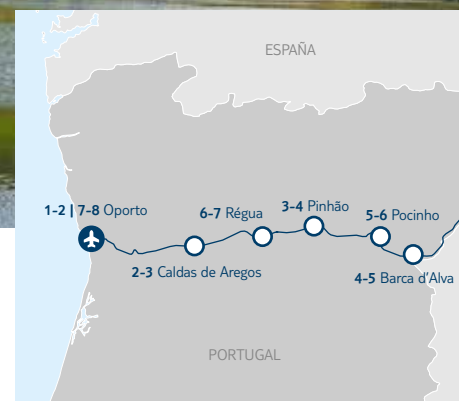 ESPAÑA
1-2 | 7-8 Oporto
6-7 Régua
3-4 Pinhão
5-6 Pocinho
2-3 Caldas de Aregos
4-5 Barca d'Alva
PORTUGAL